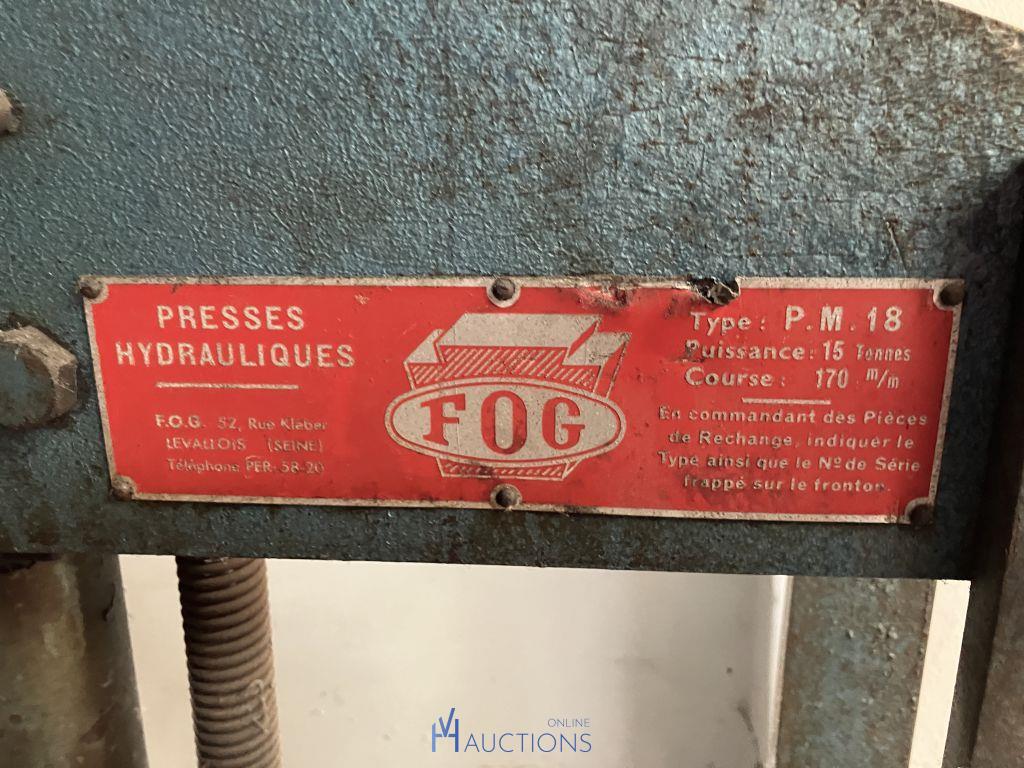 PRESSES
HYDRAULIQUES
F.O.G. 52, Rue Kléber
LEVALLOIS (SEINE)
Téléphone PER. 58-20
FOG
Type: P.M.18
Puissance: 15 Tonnes
Course: 170 m/m
En commandant des Pièces
de Rechange, indiquer le
Type ainsi que le Nº de Série
frappé sur le fronton.
VH ONLINE
AUCTIONS